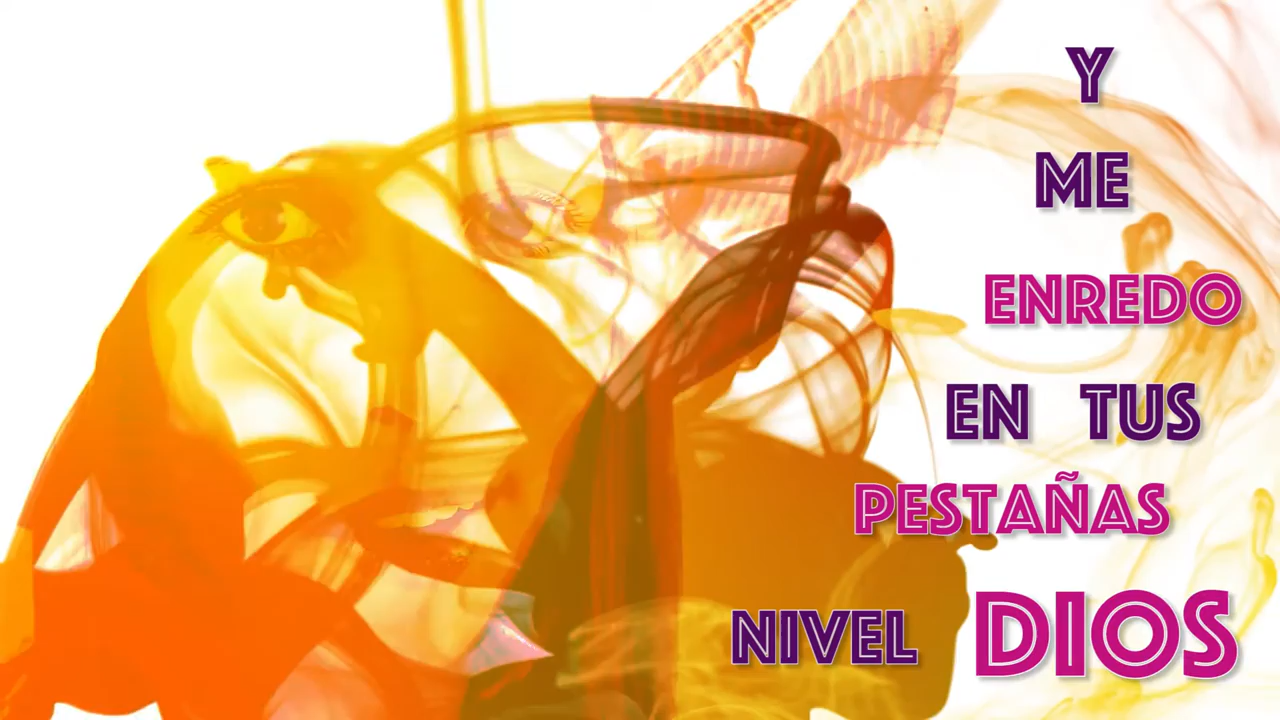 Y
ME
ENREDO
EN TUS
PESTAÑAS
NIVEL DIOS